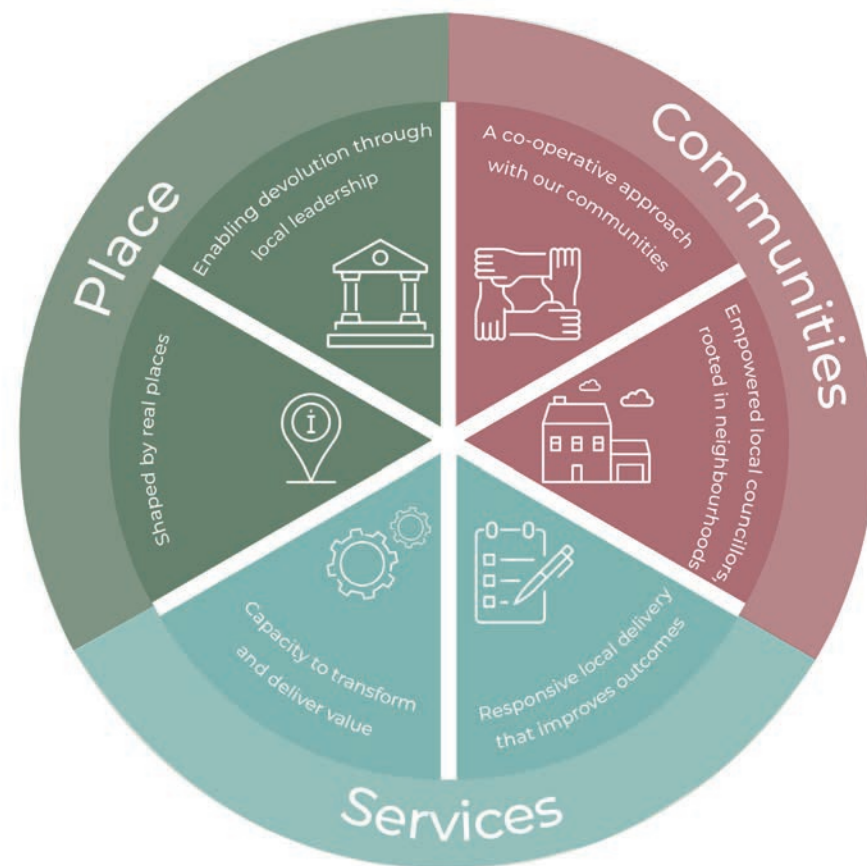 Place
Enabling devolution through
local leadership
Shaped by real places
Communities
A co-operative approach
with our communities
Empowered local councillors,
rooted in neighbourhoods
Services
Capacity to transform
and deliver value
Responsive local delivery
that improves outcomes
i